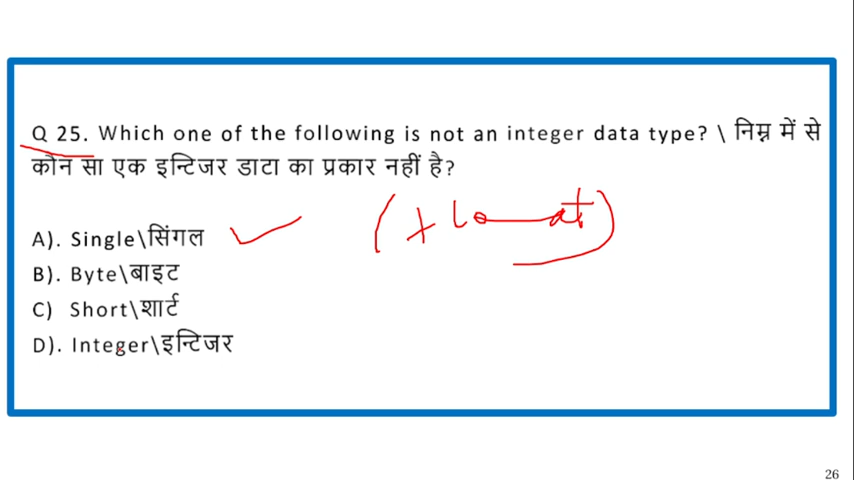 Q 25. Which one of the following is not an integer data type? \ निम्न में से
कौन सा एक इन्टिजर डाटा का प्रकार नहीं है?
A). Single\सिंगल
(float)
B). Byte\बाइट
C) Short\शार्ट
D). Integer\इन्टिजर
26